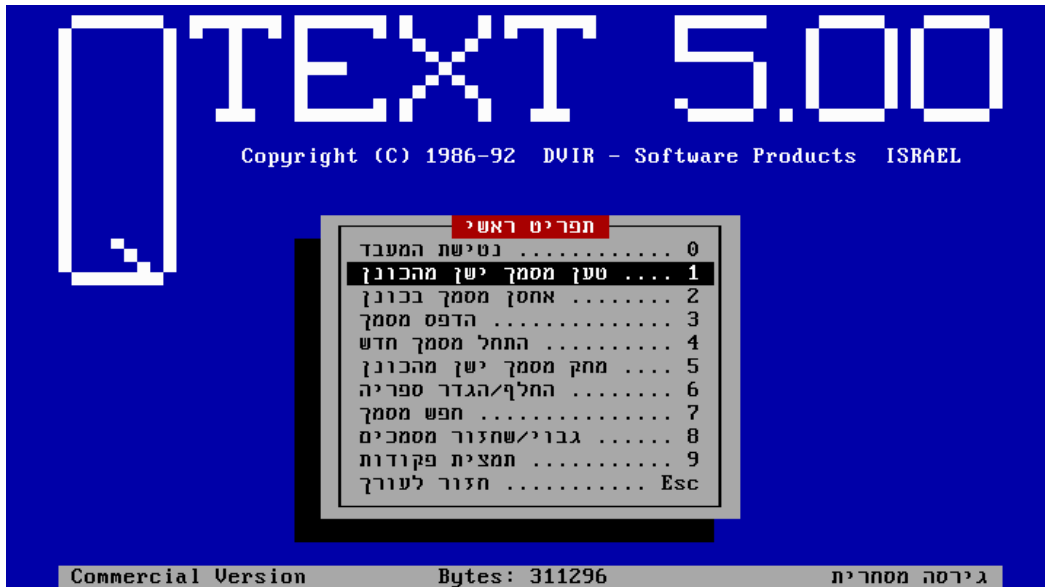 QTEXT 5.00
Copyright (C) 1986-92 DVIR - Software Products ISRAEL
תפריט ראשי
0 ............ נטישת המעבד
1 .... טען מסמך ישן מהכונן
2 ........ אחסן מסמך בכונן
3 .............. הדפס מסמך
4 .......... התחל מסמך חדש
5 .... מחק מסמך ישן מהכונן
6 ........ החלף/הגדר ספריה
7 ............... חפש מסמך
8 ...... גבוי/שחזור מסמכים
9 ........... תמצית פקודות
Esc ........... חזור לעורך
Commercial Version Bytes: 311296 גירסה מסחרית